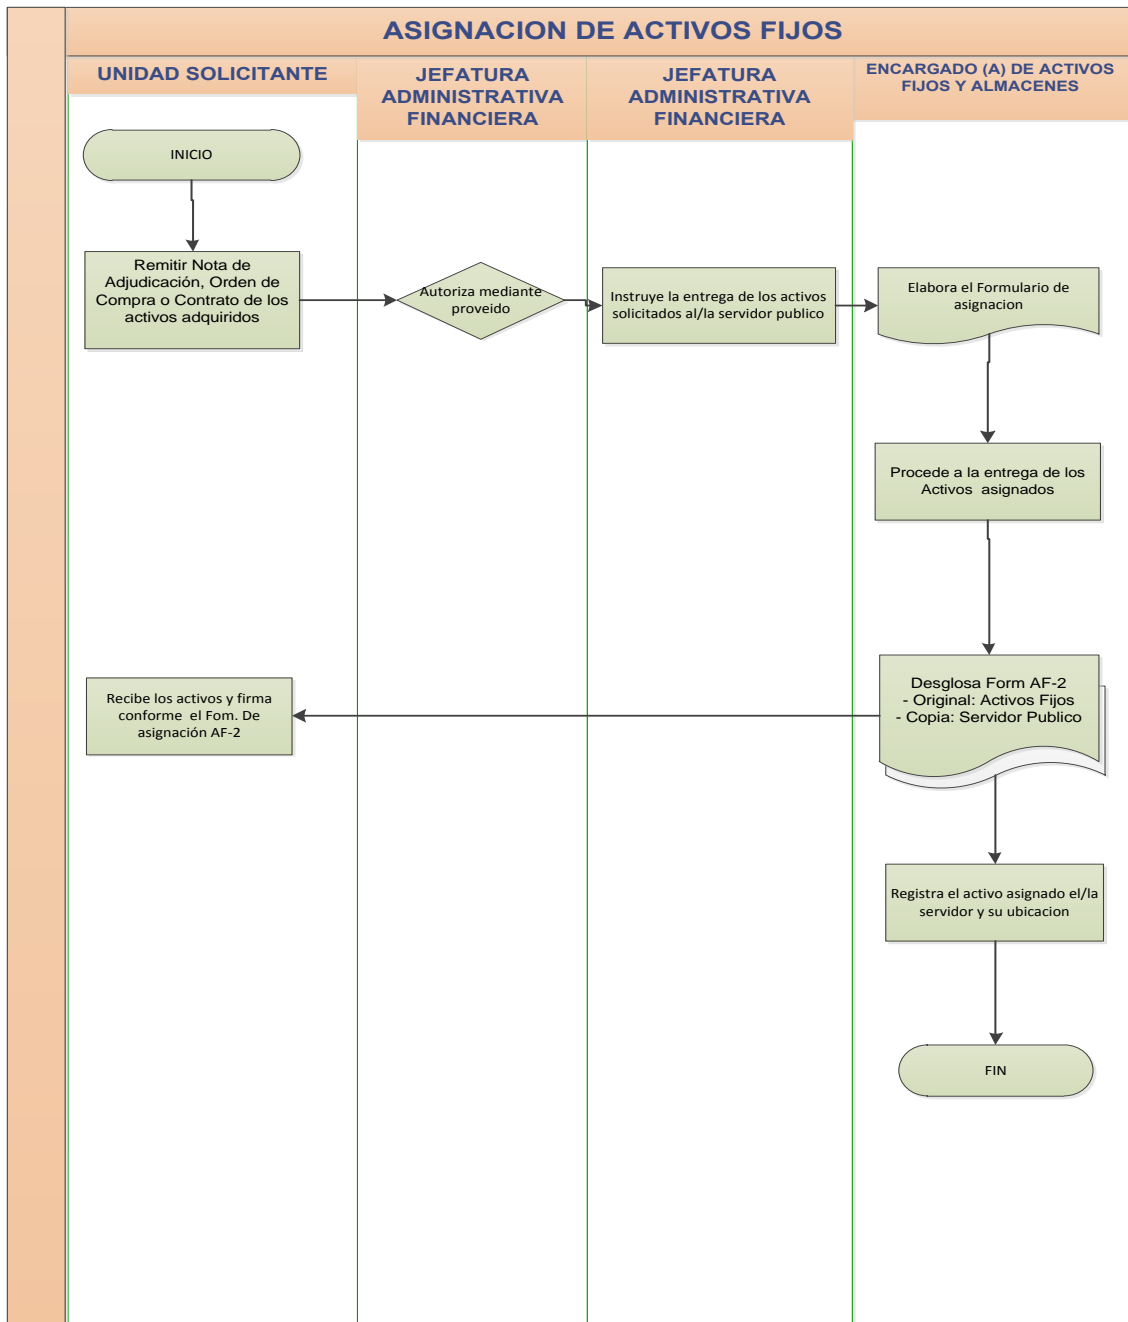 ASIGNACION DE ACTIVOS FIJOS
UNIDAD SOLICITANTE
JEFATURA
ADMINISTRATIVA
FINANCIERA
JEFATURA
ADMINISTRATIVA
FINANCIERA
ENCARGADO (A) DE ACTIVOS
FIJOS Y ALMACENES
INICIO
Remitir Nota de
Adjudicación, Orden de
Compra o Contrato de los
activos adquiridos
Autoriza mediante
proveido
Instruye la entrega de los activos
solicitados al/la servidor publico
Elabora el Formulario de
asignacion
Procede a la entrega de los
Activos asignados
Desglosa Form AF-2
- Original: Activos Fijos
- Copia: Servidor Publico
Recibe los activos y firma
conforme el Fom. De
asignación AF-2
Registra el activo asignado el/la
servidor y su ubicacion
FIN